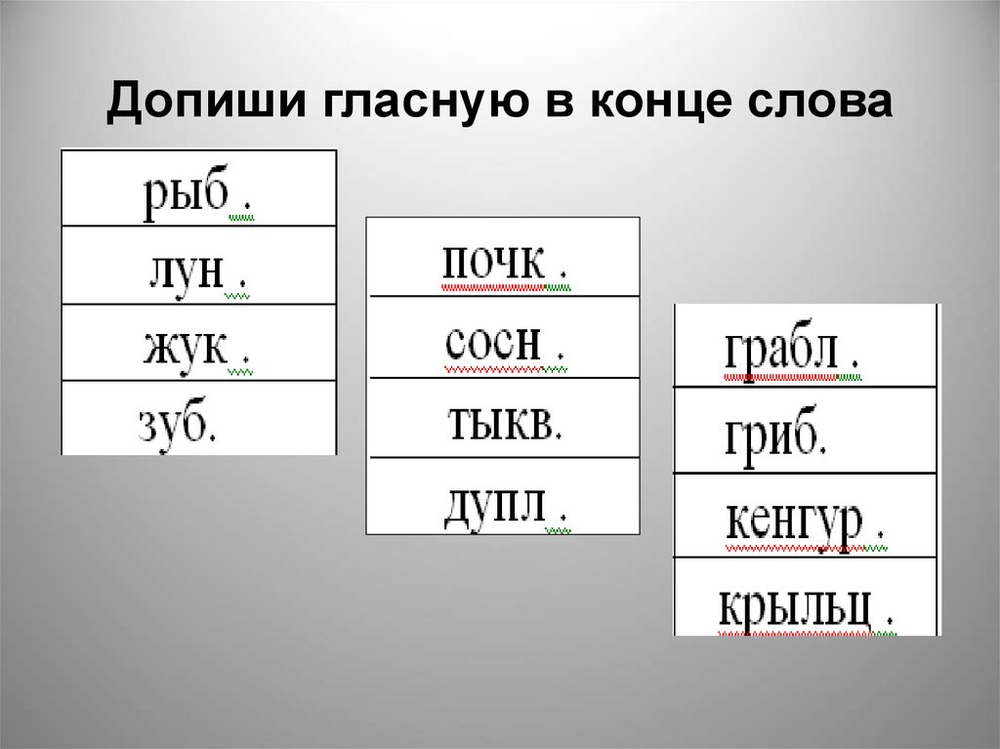 Допиши гласную в конце слова
рыб .
лун .
жук .
зуб.
почк .
сосн .
тыкв.
дупл .
грабл .
гриб.
кенгур .
крыльц .